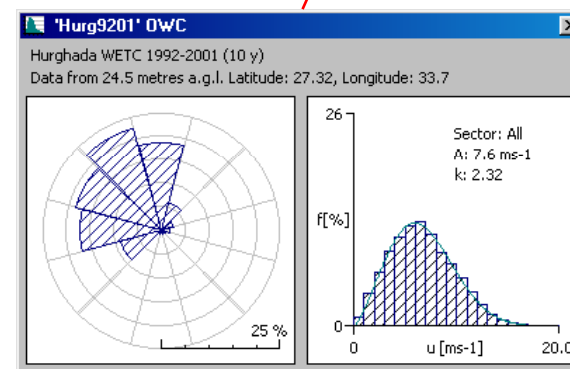 'Hurg9201' OWC
Hurghada WETC 1992-2001 (10 y)
Data from 24.5 metres a.g.l. Latitude: 27.32, Longitude: 33.7
25 %
26
Sector: All
A: 7.6 ms-1
k: 2.32
f[%]
0
0
u [ms-1]
20.0